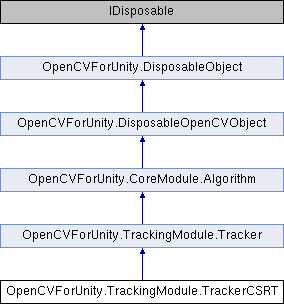 IDisposable
OpenCVForUnity.DisposableObject
OpenCVForUnity.DisposableOpenCVObject
OpenCVForUnity.CoreModule.Algorithm
OpenCVForUnity.TrackingModule.Tracker
OpenCVForUnity.TrackingModule.TrackerCSRT